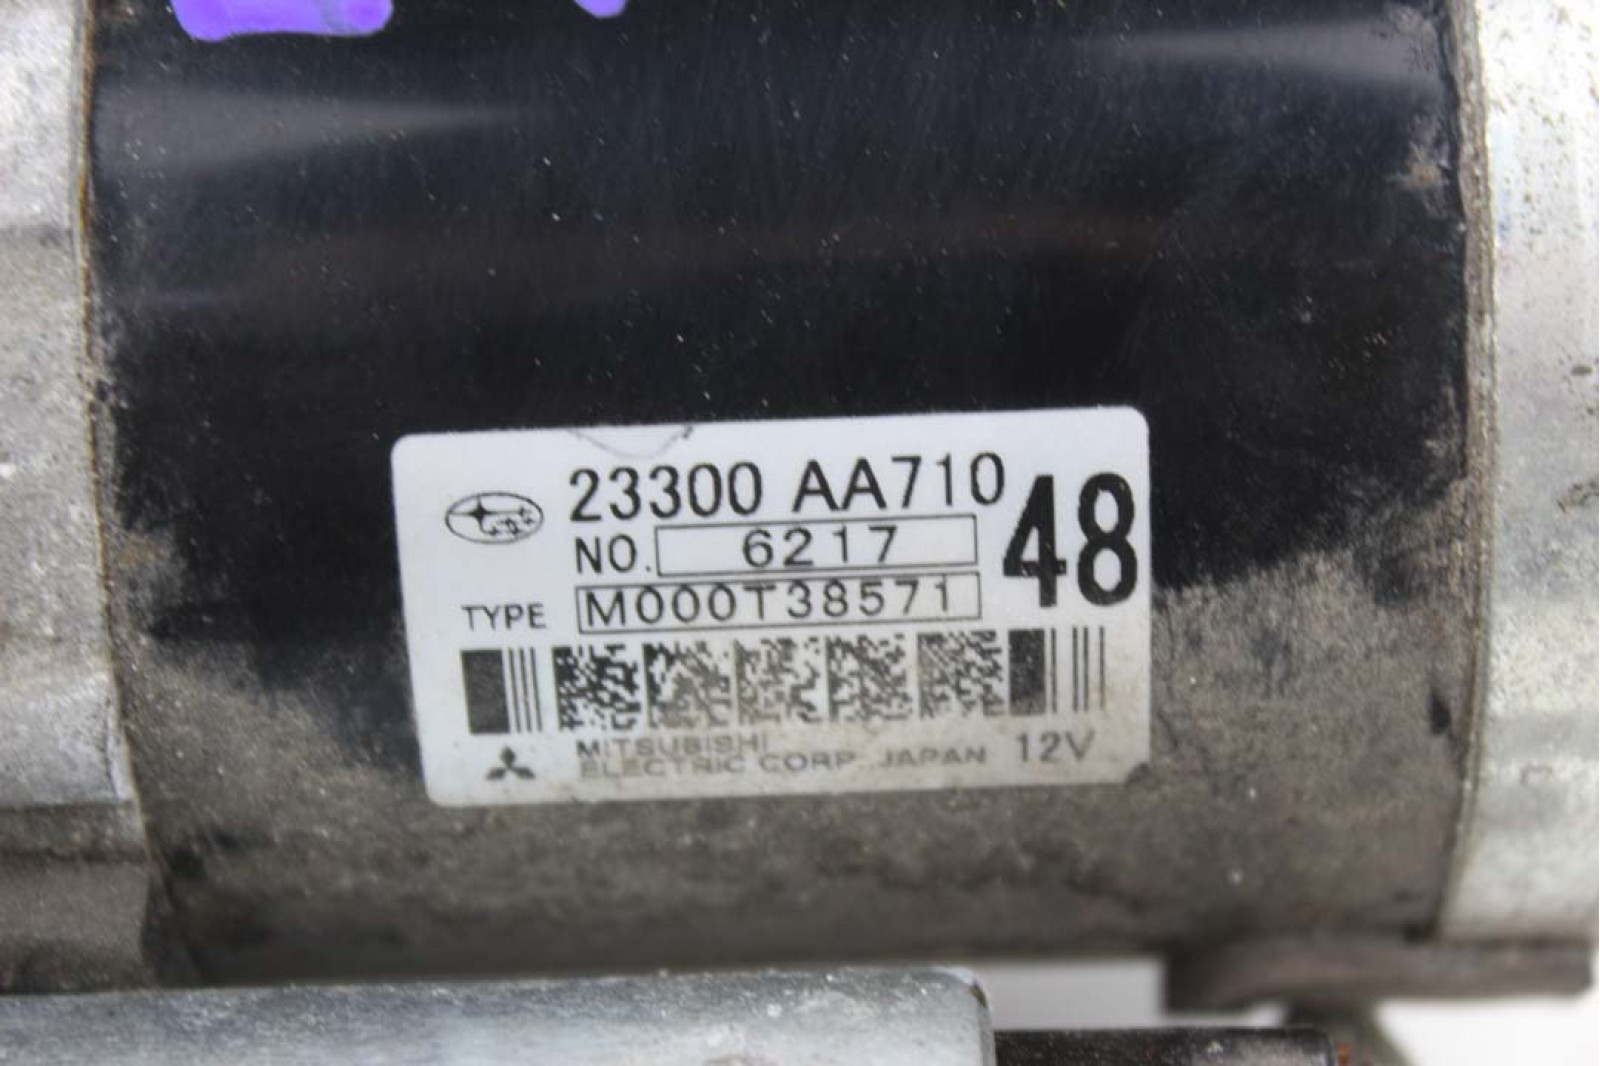 23300 AA710
48
NO. 6217
TYPE M000T38571
MITSUBISHI
ELECTRIC CORP. JAPAN 12V